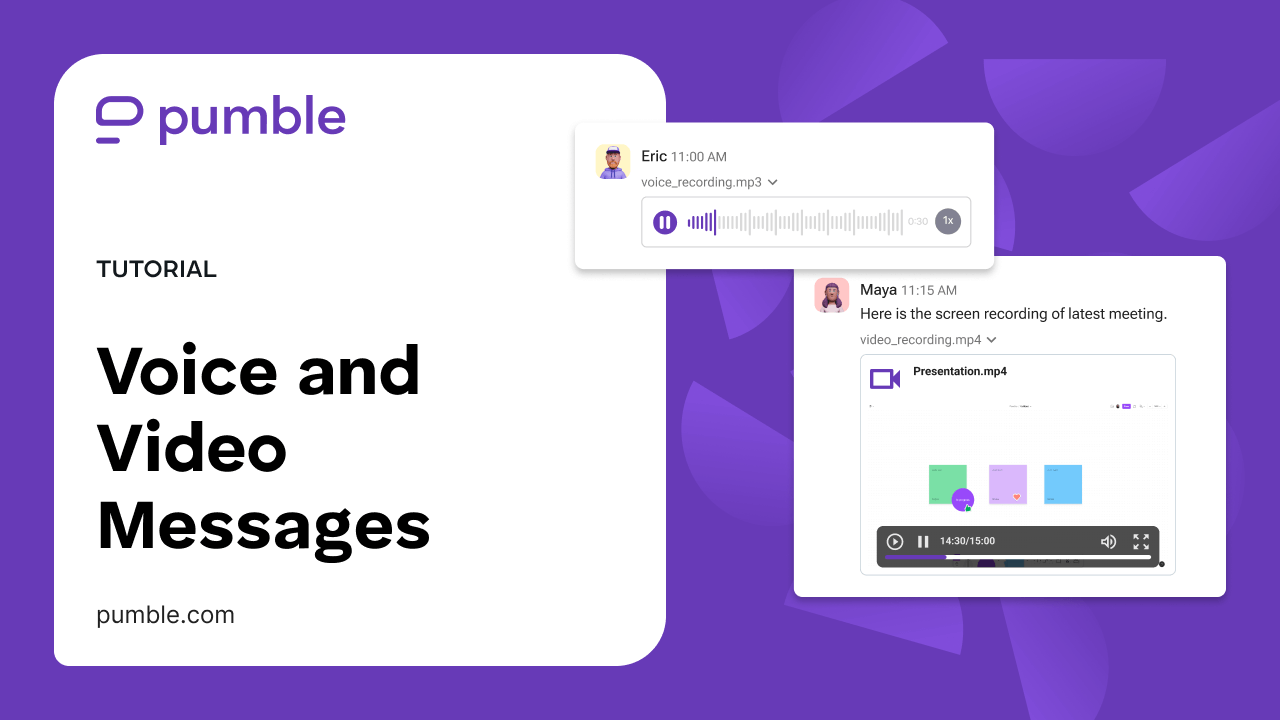 pumble
TUTORIAL
Voice and
Video
Messages
pumble.com
Eric 11:00 AM
voice_recording.mp3
0:30
1x
Maya 11:15 AM
Here is the screen recording of latest meeting.
video_recording.mp4
Presentation.mp4
14:30/15:00